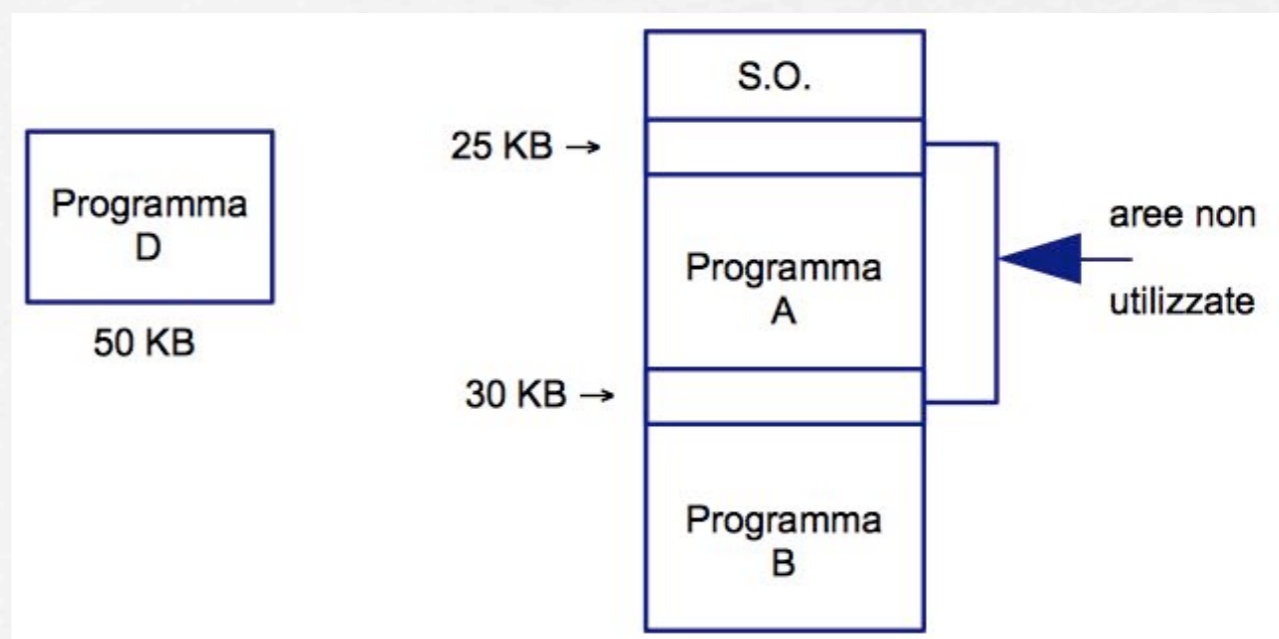 Programma
D
50 KB
25 KB →
30 KB →
S.O.
Programma
A
Programma
B
aree non
utilizzate